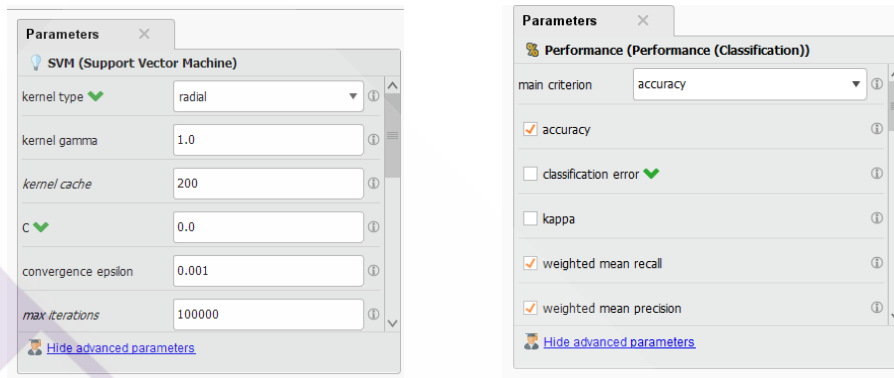 Parameters
SVM (Support Vector Machine)
kernel type radial
kernel gamma 1.0
kernel cache 200
C 0.0
convergence epsilon 0.001
max iterations 100000
Hide advanced parameters
Parameters
Performance (Performance (Classification))
main criterion accuracy
accuracy
classification error
kappa
weighted mean recall
weighted mean precision
Hide advanced parameters